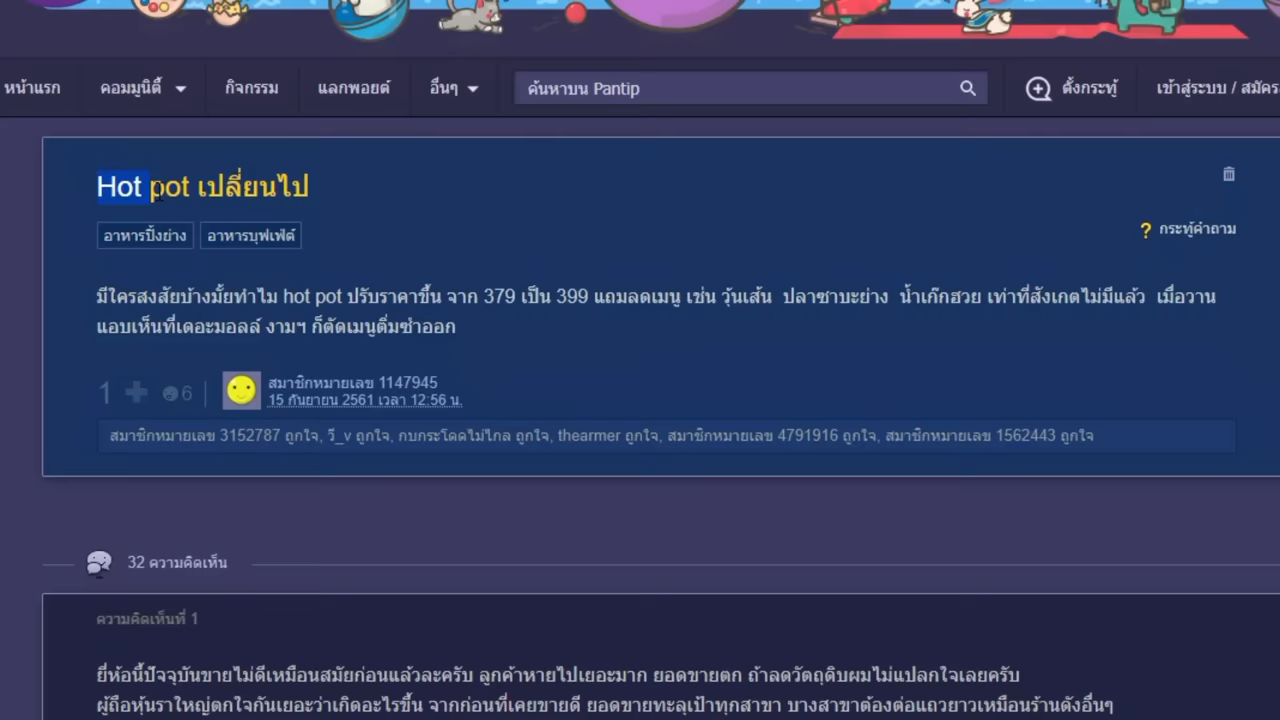 หน้าแรก
คอมมูนิตี้
กิจกรรม
แลกพอยต์
อื่นๆ
ค้นหาบน Pantip
ตั้งกระทู้
เข้าสู่ระบบ / สมัคร
Hot pot เปลี่ยนไป
อาหารปิ้งย่าง
อาหารบุฟเฟ่ต์
? กระทู้คำถาม
มีใครสงสัยบ้างมั้ยทำไม hot pot ปรับราคาขึ้น จาก 379 เป็น 399 แถมลดเมนู เช่น วุ้นเส้น ปลาซาบะย่าง น้ำเก๊กฮวย เท่าที่สังเกตไม่มีแล้ว เมื่อวาน
แอบเห็นที่เดอะมอลล์ งามฯ ก็ตัดเมนูติ่มซำออก
1
6
สมาชิกหมายเลข 1147945
15 กันยายน 2561 เวลา 12:56 น.
สมาชิกหมายเลข 3152787 ถูกใจ, วี_v ถูกใจ, กบกระโดดไม่ไกล ถูกใจ, thearmer ถูกใจ, สมาชิกหมายเลข 4791916 ถูกใจ, สมาชิกหมายเลข 1562443 ถูกใจ
32 ความคิดเห็น
ความคิดเห็นที่ 1
ยี่ห้อนี้ปัจจุบันขายไม่ดีเหมือนสมัยก่อนแล้วละครับ ลูกค้าหายไปเยอะมาก ยอดขายตก ถ้าลดวัตถุดิบผมไม่แปลกใจเลยครับ
ผู้ถือหุ้นราใหญ่ตกใจกันเยอะว่าเกิดอะไรขึ้น จากก่อนที่เคยขายดี ยอดขายทะลุเป้าทุกสาขา บางสาขาต้องต่อแถวยาวเหมือนร้านดังอื่นๆ